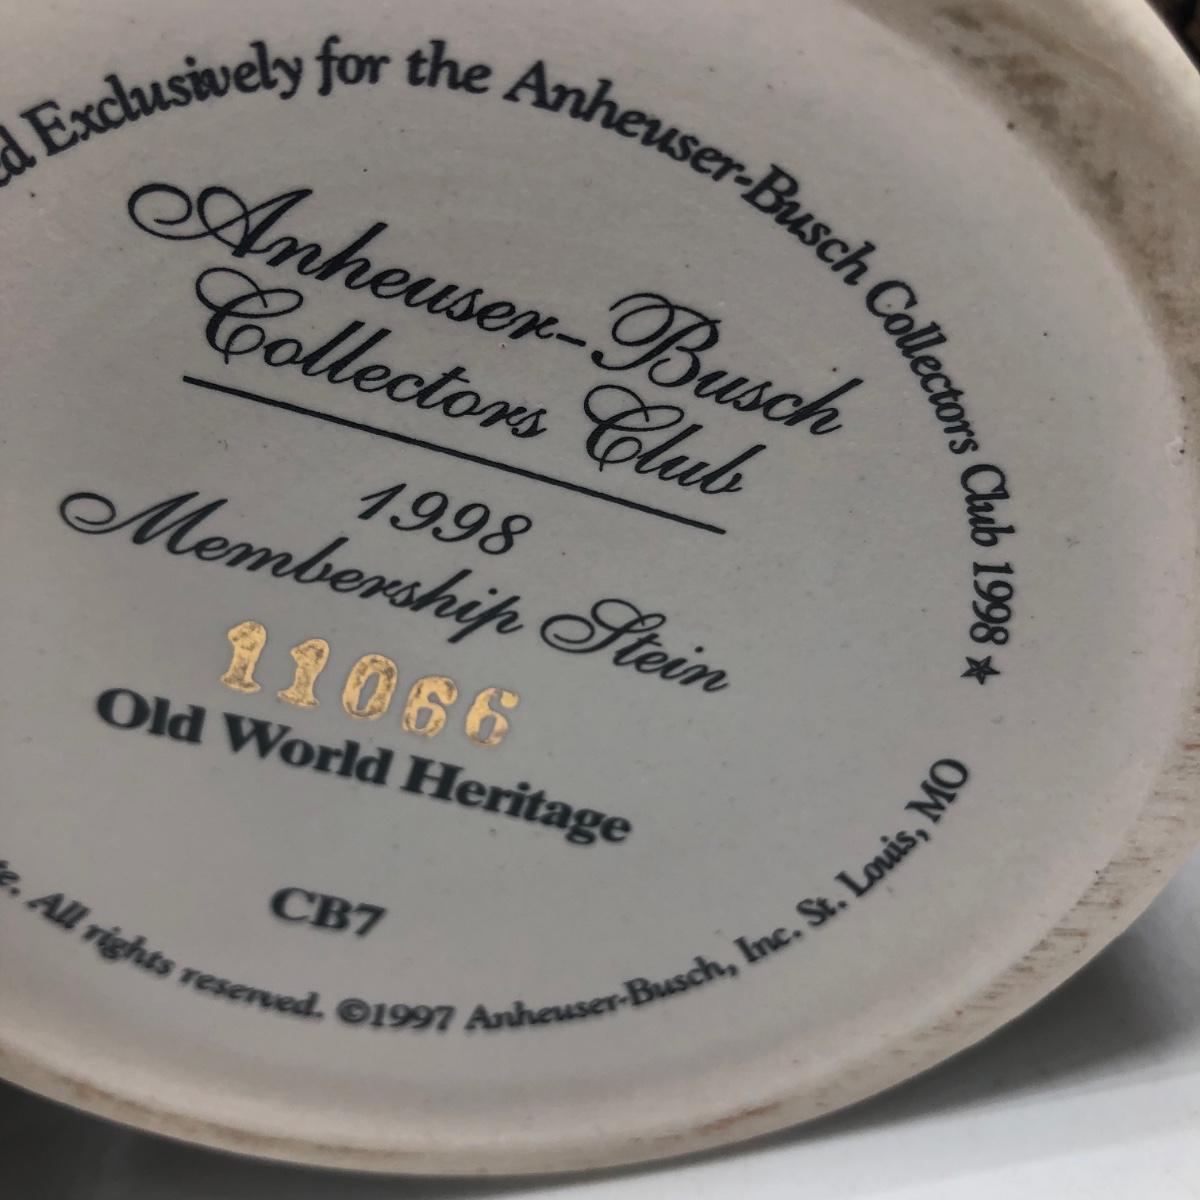 Exclusively for the Anheuser-Busch Collectors Club 1998 ★
Anheuser-Busch
Collectors Club
1998
Membership Stein
11066
Old World Heritage
CB7
All rights reserved. ©1997 Anheuser-Busch, Inc. St. Louis, MO